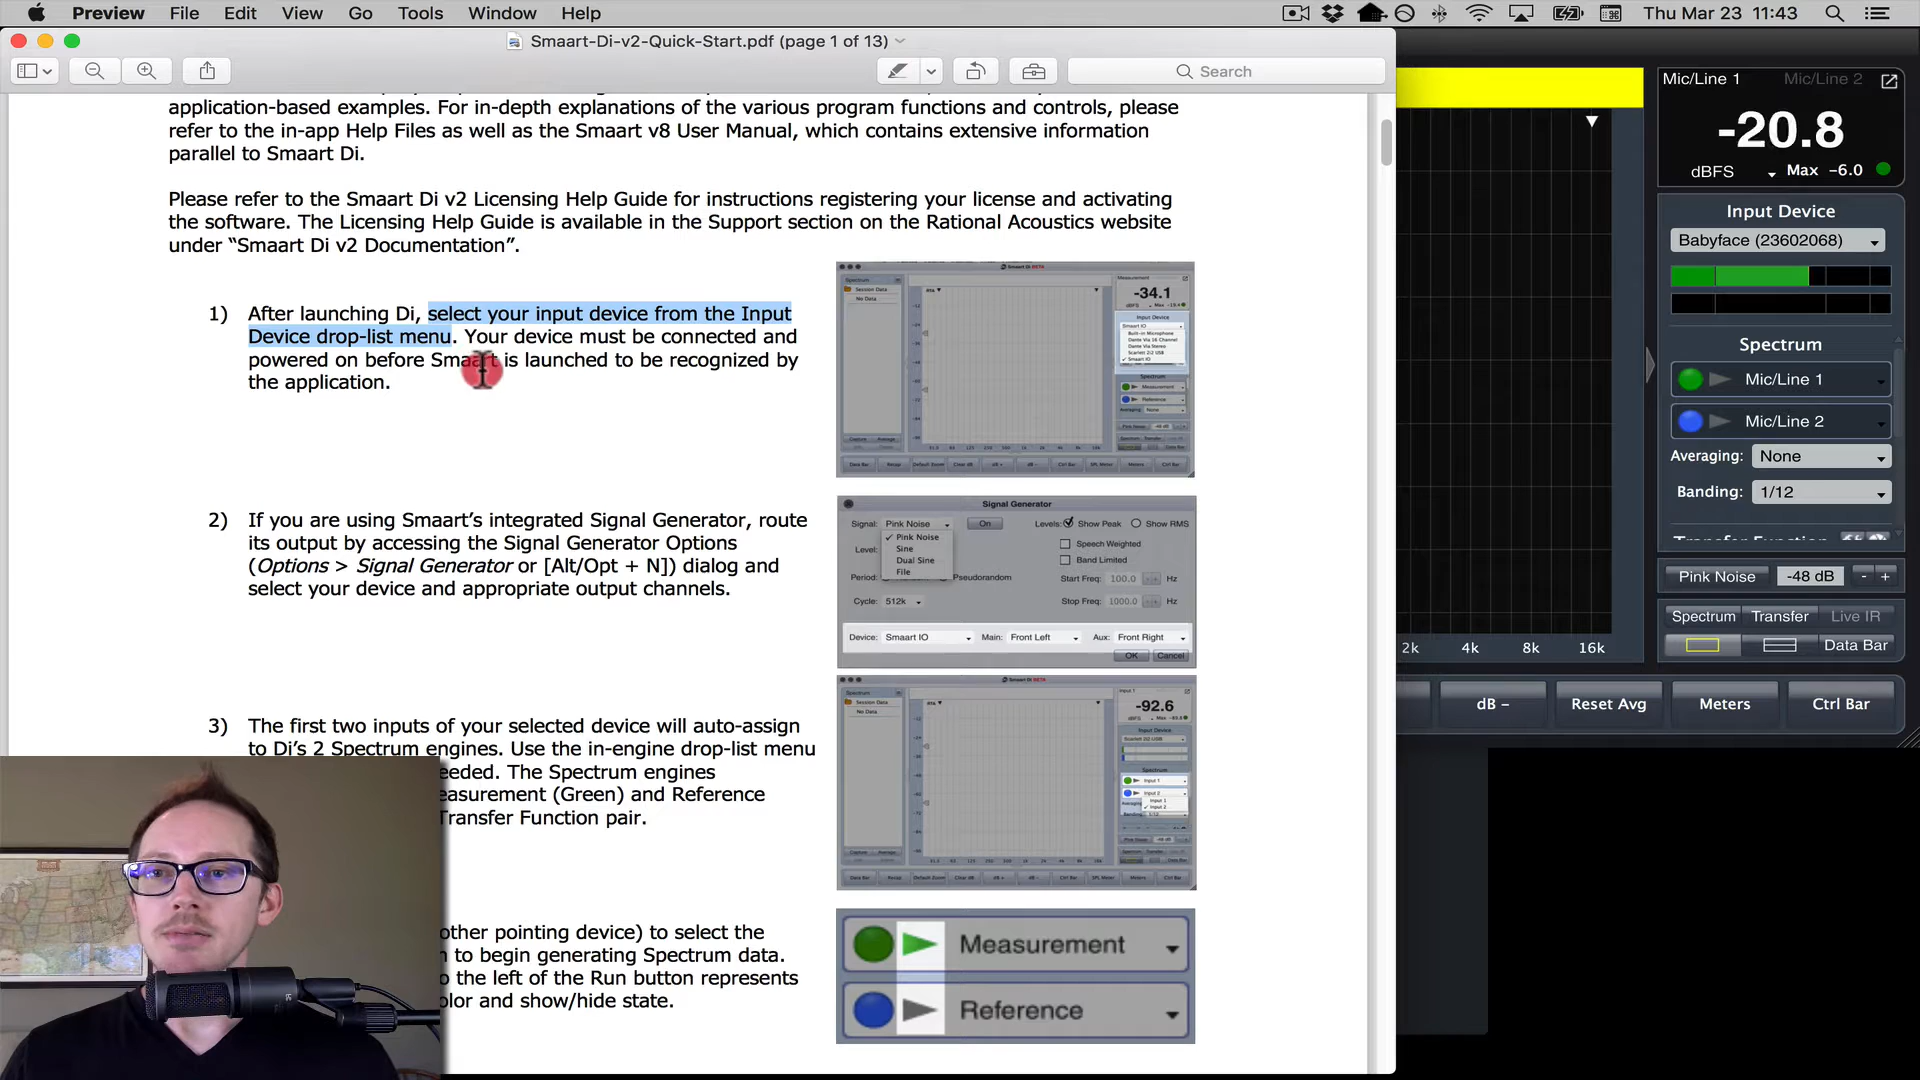 Preview File Edit View Go Tools Window Help
Thu Mar 23 11:43
Smaart-Di-v2-Quick-Start.pdf (page 1 of 13)
Search
application-based examples. For in-depth explanations of the various program functions and controls, please
refer to the in-app Help Files as well as the Smaart v8 User Manual, which contains extensive information
parallel to Smaart Di.
Please refer to the Smaart Di v2 Licensing Help Guide for instructions registering your license and activating
the software. The Licensing Help Guide is available in the Support section on the Rational Acoustics website
under “Smaart Di v2 Documentation”.
1) After launching Di, select your input device from the Input
Device drop-list menu. Your device must be connected and
powered on before Smaart is launched to be recognized by
the application.
-34.1
Input Device
Smaart IO
Spectrum
Measurement
Reference
2) If you are using Smaart’s integrated Signal Generator, route
its output by accessing the Signal Generator Options
(Options > Signal Generator or [Alt/Opt + N]) dialog and
select your device and appropriate output channels.
Signal Generator
Signal: Pink Noise On Levels: Show Peak Show RMS
Pink Noise
Sine
Dual Sine
File
Level:
Speech Weighted
Band Limited
Period: Pseudorandom Start Freq: 100.0 Hz
Cycle: 512k Stop Freq: 1000.0 Hz
Device: Smaart IO Main: Front Left Aux: Front Right
OK Cancel
3) The first two inputs of your selected device will auto-assign
to Di’s 2 Spectrum engines. Use the in-engine drop-list menu
eeded. The Spectrum engines
easurement (Green) and Reference
Transfer Function pair.
-92.6
Input Device
Spectrum
Input 1
Input 2
other pointing device) to select the
n to begin generating Spectrum data.
o the left of the Run button represents
olor and show/hide state.
Measurement
Reference
Mic/Line 1 Mic/Line 2
-20.8
dBFS Max -6.0
Input Device
Babyface (23602068)
Spectrum
Mic/Line 1
Mic/Line 2
Averaging: None
Banding: 1/12
Pink Noise -48 dB - +
Spectrum Transfer Live IR
Data Bar
2k 4k 8k 16k
dB – Reset Avg Meters Ctrl Bar